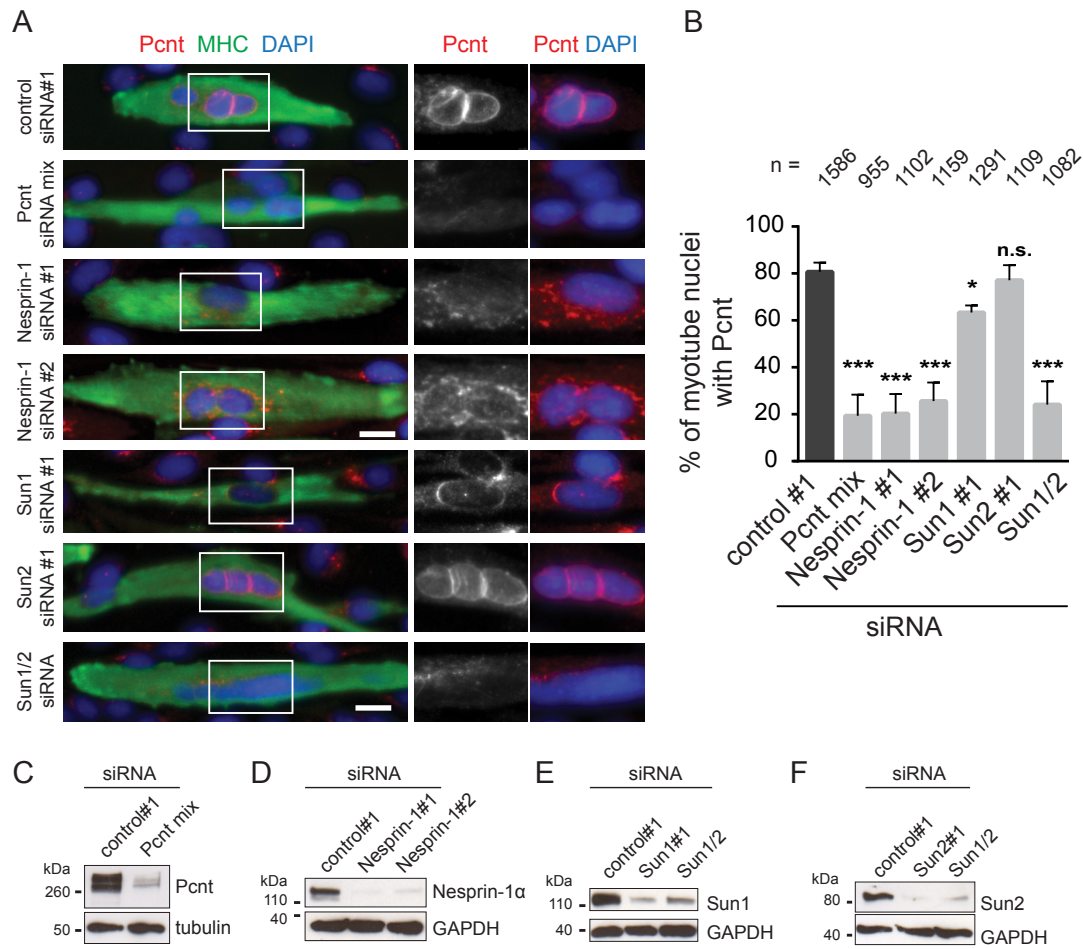 A
Pcnt MHC DAPI
Pcnt
Pcnt DAPI
control
siRNA#1
Pcnt
siRNA mix
Nesprin-1
siRNA #1
Nesprin-1
siRNA #2
Sun1
siRNA #1
Sun2
siRNA #1
Sun1/2
siRNA
B
n = 1586 955 1102 1159 1291 1109 1082
% of myotube nuclei
with Pcnt
100
80
60
40
20
0
*** *** *** * n.s. ***
control #1
Pcnt mix
Nesprin-1 #1
Nesprin-1 #2
Sun1 #1
Sun2 #1
Sun1/2
siRNA
C
siRNA
control#1
Pcnt mix
kDa
260
Pcnt
50
tubulin
D
siRNA
control#1
Nesprin-1#1
Nesprin-1#2
kDa
110
Nesprin-1α
40
GAPDH
E
siRNA
control#1
Sun1#1
Sun1/2
kDa
110
Sun1
40
GAPDH
F
siRNA
control#1
Sun2#1
Sun1/2
kDa
80
Sun2
40
GAPDH